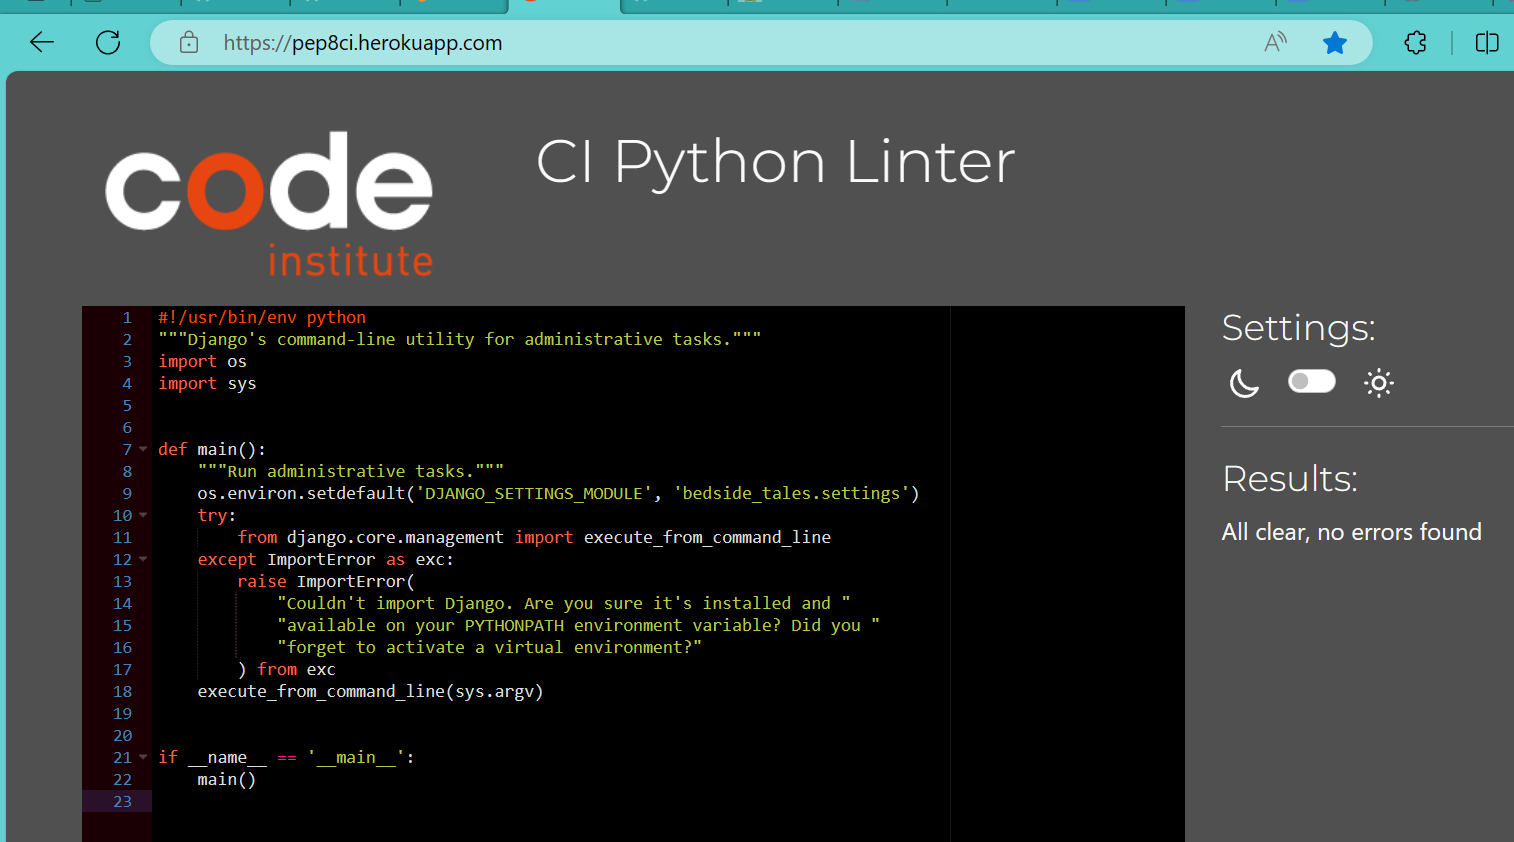 https://pep8ci.herokuapp.com
code
institute
CI Python Linter
1 #!/usr/bin/env python
2 """Django's command-line utility for administrative tasks."""
3 import os
4 import sys
5
6
7 def main():
8     """Run administrative tasks."""
9     os.environ.setdefault('DJANGO_SETTINGS_MODULE', 'bedside_tales.settings')
10     try:
11         from django.core.management import execute_from_command_line
12     except ImportError as exc:
13         raise ImportError(
14             "Couldn't import Django. Are you sure it's installed and "
15             "available on your PYTHONPATH environment variable? Did you "
16             "forget to activate a virtual environment?"
17         ) from exc
18     execute_from_command_line(sys.argv)
19
20
21 if __name__ == '__main__':
22     main()
23
Settings:
Results:
All clear, no errors found